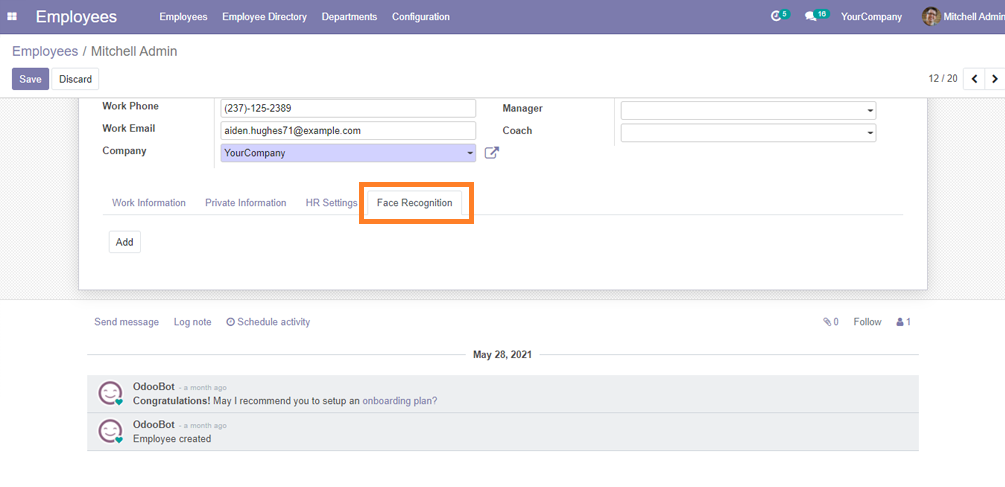 Employees Employees Employee Directory Departments Configuration 5 16 YourCompany Mitchell Admin
Employees / Mitchell Admin
Save Discard 12 / 20
Work Phone (237)-125-2389 Manager
Work Email aiden.hughes71@example.com Coach
Company YourCompany
Work Information Private Information HR Settings Face Recognition
Add
Send message Log note Schedule activity 0 Follow 1
May 28, 2021
OdooBot - a month ago
Congratulations! May I recommend you to setup an onboarding plan?
OdooBot - a month ago
Employee created